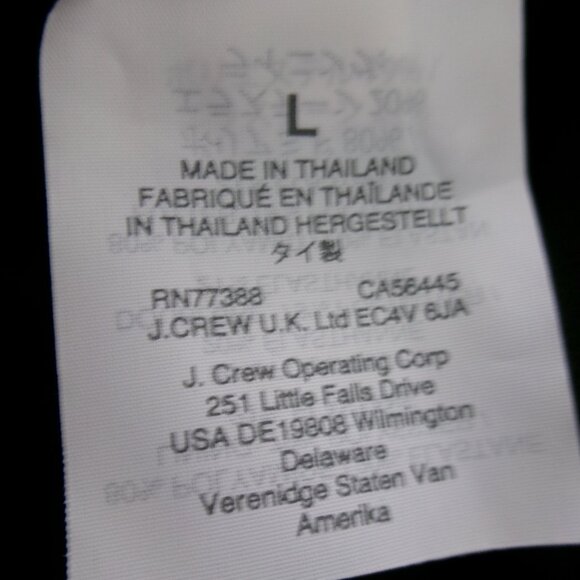 L
MADE IN THAILAND
FABRIQUÉ EN THAÏLANDE
IN THAILAND HERGESTELLT
タイ製
RN77388 CA56445
J.CREW U.K. Ltd EC4V 6JA
J. Crew Operating Corp
251 Little Falls Drive
USA DE19808 Wilmington
Delaware
Verenidge Staten Van
Amerika